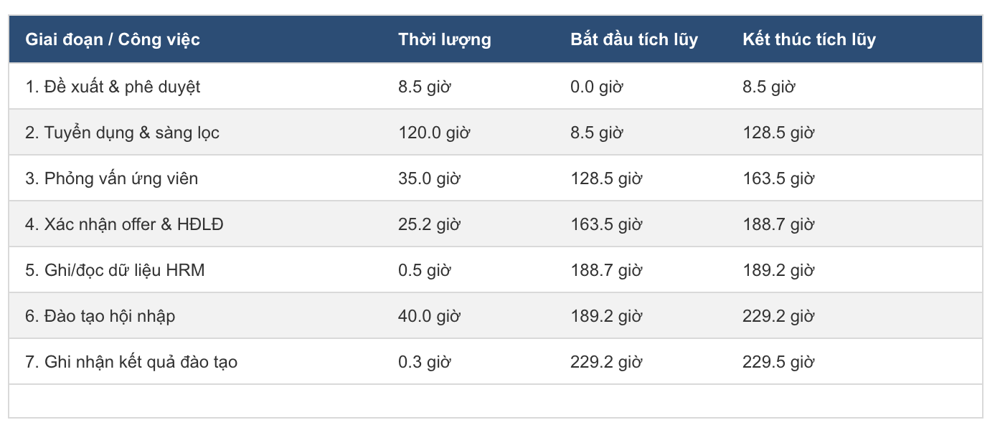 Giai đoạn / Công việc Thời lượng Bắt đầu tích lũy Kết thúc tích lũy
1. Đề xuất & phê duyệt 8.5 giờ 0.0 giờ 8.5 giờ
2. Tuyển dụng & sàng lọc 120.0 giờ 8.5 giờ 128.5 giờ
3. Phỏng vấn ứng viên 35.0 giờ 128.5 giờ 163.5 giờ
4. Xác nhận offer & HĐLĐ 25.2 giờ 163.5 giờ 188.7 giờ
5. Ghi/đọc dữ liệu HRM 0.5 giờ 188.7 giờ 189.2 giờ
6. Đào tạo hội nhập 40.0 giờ 189.2 giờ 229.2 giờ
7. Ghi nhận kết quả đào tạo 0.3 giờ 229.2 giờ 229.5 giờ